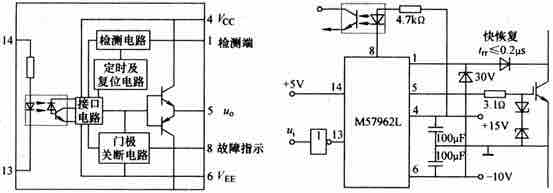 4 VCC
14
检测电路
1 检测端
定时及
复位电路
接口
电路
5 uo
门极
关断电路
8 故障指示
13
6 VEE
4.7kΩ
8
快恢复
trr≤0.2μs
1
30V
+5V
14
5
3.1Ω
M57962L
4
ui
1
13
100μF
+15V
100μF
6
−10V